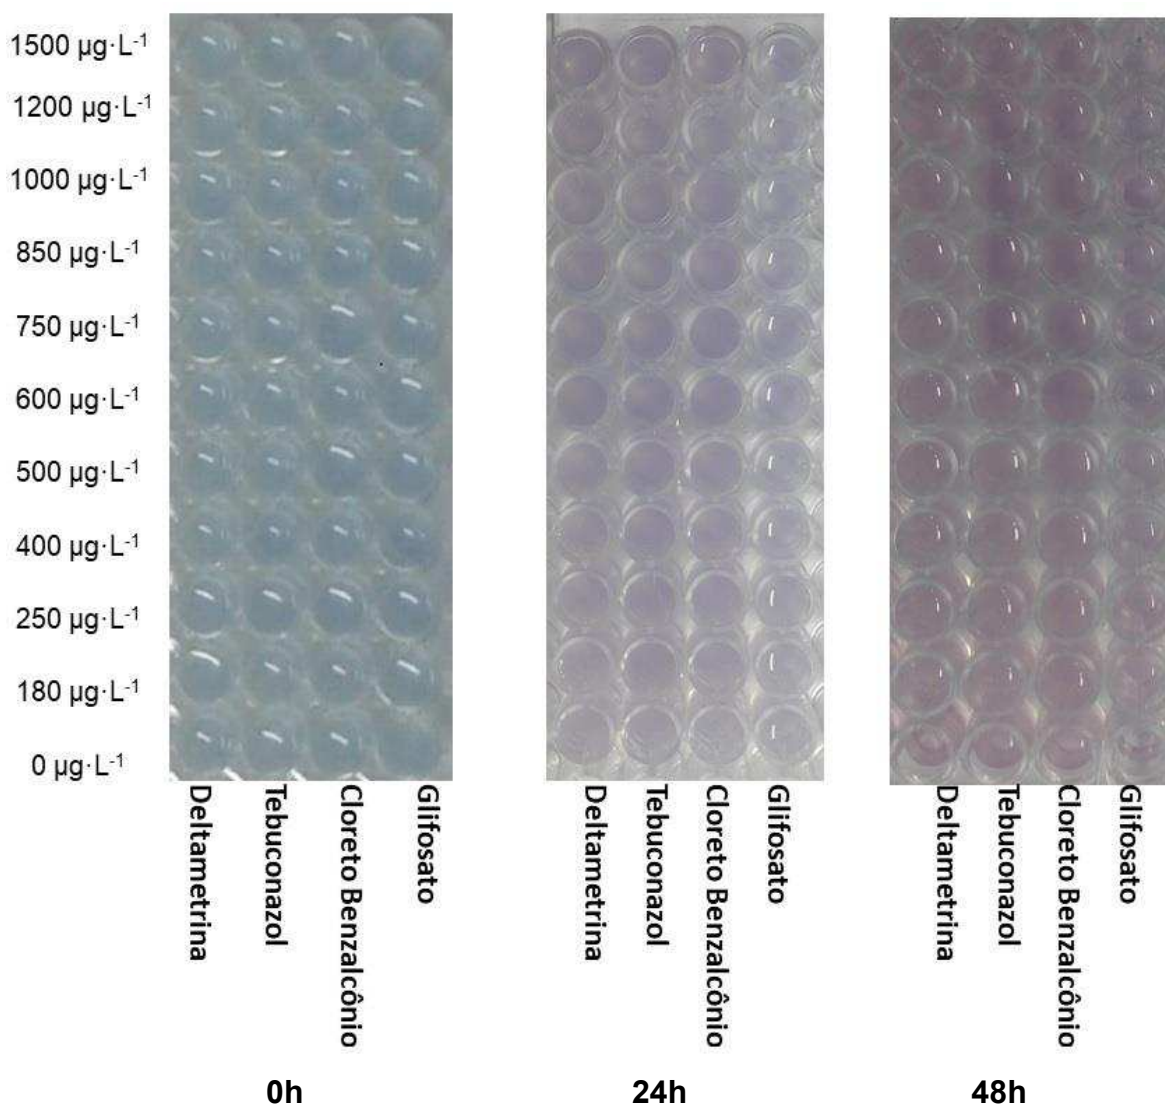 1500 µg·L⁻¹
1200 µg·L⁻¹
1000 µg·L⁻¹
850 µg·L⁻¹
750 µg·L⁻¹
600 µg·L⁻¹
500 µg·L⁻¹
400 µg·L⁻¹
250 µg·L⁻¹
180 µg·L⁻¹
0 µg·L⁻¹
Deltametrina
Tebuconazol
Cloreto Benzalcônio
Glifosato
Deltametrina
Tebuconazol
Cloreto Benzalcônio
Glifosato
Deltametrina
Tebuconazol
Cloreto Benzalcônio
Glifosato
0h
24h
48h